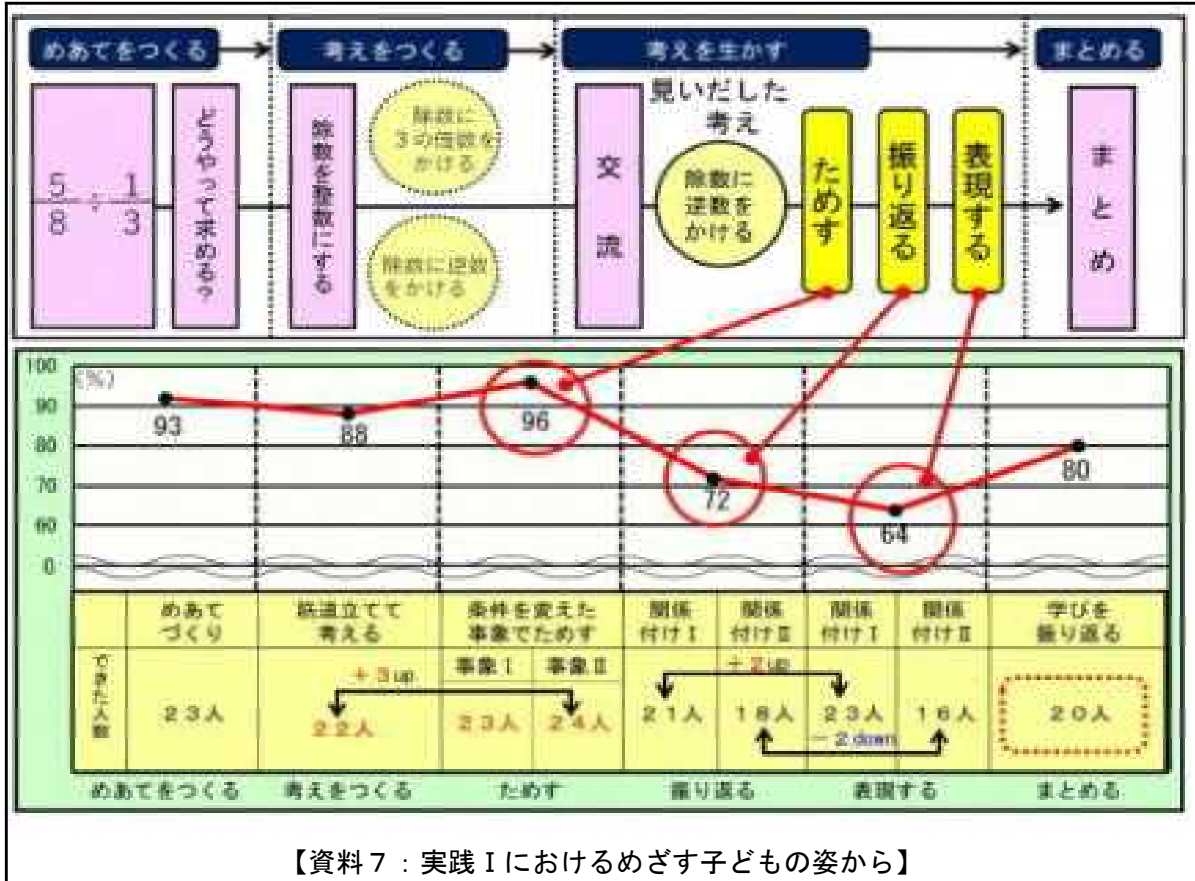 めあてをつくる
考えをつくる
考えを生かす
まとめる
5/8÷1/3
どうやって求める?
除数を整数にする
除数に
3の倍数を
かける
除数に逆数
をかける
交流
見いだした
考え
除数に
逆数を
かける
ためす
振り返る
表現する
まとめ
100
90
80
70
60
0
(%)
93
88
96
72
64
80
めあて
づくり
筋道立てて
考える
条件を変えた
事象でためす
関係
付けⅠ
関係
付けⅡ
関係
付けⅠ
関係
付けⅡ
学びを
振り返る
事象Ⅰ
事象Ⅱ
できた人数
+3up
+2up
23人
22人
23人
24人
21人
18人
23人
16人
20人
-2down
めあてをつくる
考えをつくる
ためす
振り返る
表現する
まとめる
【資料7:実践Ⅰにおけるめざす子どもの姿から】